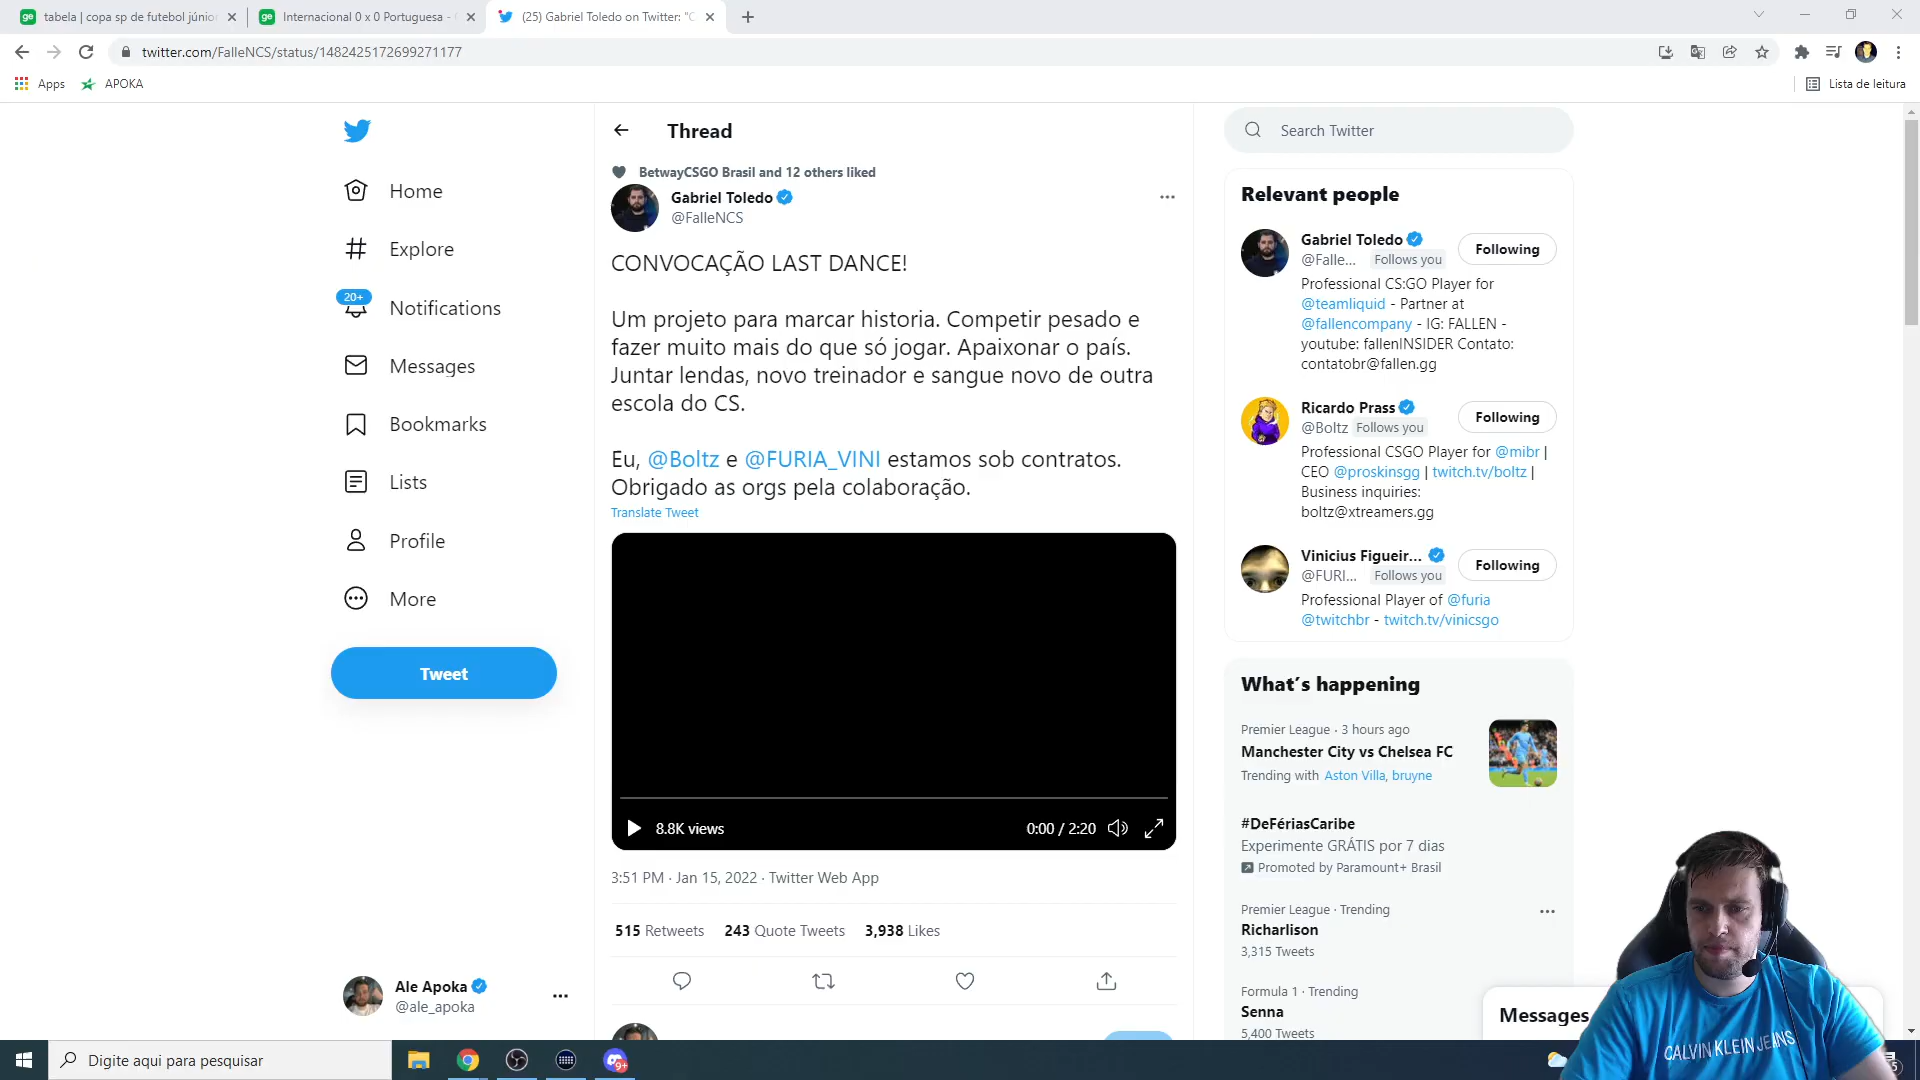 tabela | copa sp de futebol júnior
Internacional 0 x 0 Portuguesa -
(25) Gabriel Toledo on Twitter: "C
twitter.com/FalleNCS/status/1482425172699271177
Apps
APOKA
Lista de leitura
Home
Explore
20+
Notifications
Messages
Bookmarks
Lists
Profile
More
Tweet
Ale Apoka
@ale_apoka
Thread
BetwayCSGO Brasil and 12 others liked
Gabriel Toledo
@FalleNCS
CONVOCAÇÃO LAST DANCE!
Um projeto para marcar historia. Competir pesado e
fazer muito mais do que só jogar. Apaixonar o país.
Juntar lendas, novo treinador e sangue novo de outra
escola do CS.
Eu, @Boltz e @FURIA_VINI estamos sob contratos.
Obrigado as orgs pela colaboração.
Translate Tweet
8.8K views
0:00 / 2:20
3:51 PM · Jan 15, 2022 · Twitter Web App
515 Retweets 243 Quote Tweets 3,938 Likes
Search Twitter
Relevant people
Gabriel Toledo
Following
@Falle... Follows you
Professional CS:GO Player for
@teamliquid - Partner at
@fallencompany - IG: FALLEN -
youtube: fallenINSIDER Contato:
contatobr@fallen.gg
Ricardo Prass
Following
@Boltz Follows you
Professional CSGO Player for @mibr |
CEO @proskinsgg | twitch.tv/boltz |
Business inquiries:
boltz@xtreamers.gg
Vinicius Figueir...
Following
@FURI... Follows you
Professional Player of @furia
@twitchbr - twitch.tv/vinicsgo
What's happening
Premier League · 3 hours ago
Manchester City vs Chelsea FC
Trending with Aston Villa, bruyne
#DeFériasCaribe
Experimente GRÁTIS por 7 dias
Promoted by Paramount+ Brasil
Premier League · Trending
Richarlison
3,315 Tweets
Formula 1 · Trending
Senna
5,400 Tweets
Messages
CALVIN KLEIN JEANS
Digite aqui para pesquisar
9+